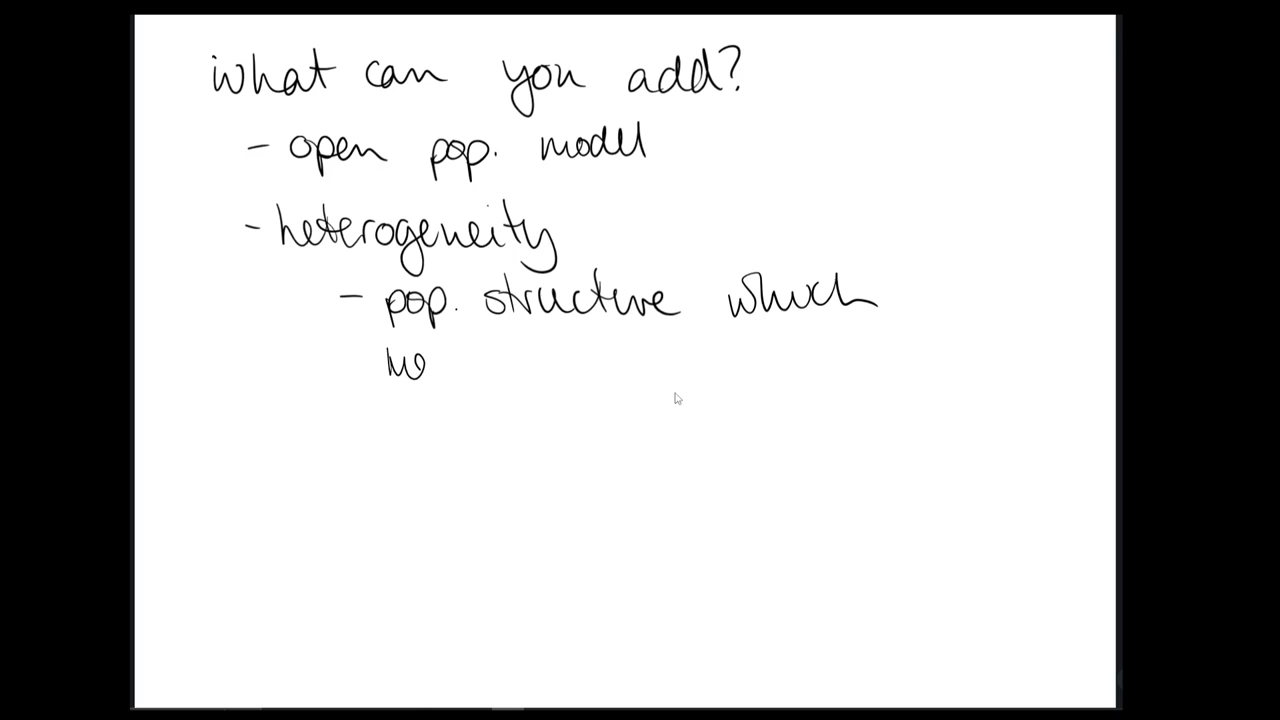 what can you add?
- open pop. model
- heterogeneity
- pop. structure which